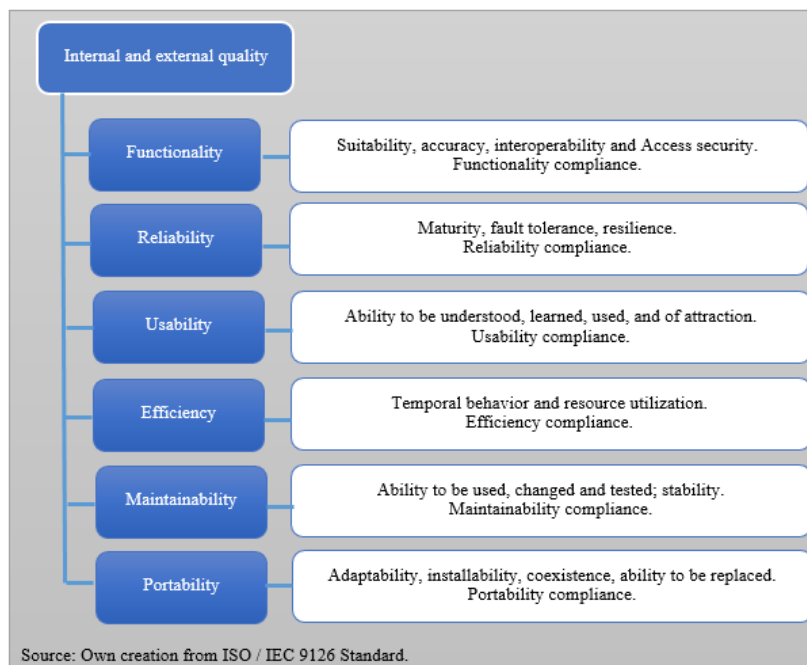 Internal and external quality
Functionality
Suitability, accuracy, interoperability and Access security.
Functionality compliance.
Reliability
Maturity, fault tolerance, resilience.
Reliability compliance.
Usability
Ability to be understood, learned, used, and of attraction.
Usability compliance.
Efficiency
Temporal behavior and resource utilization.
Efficiency compliance.
Maintainability
Ability to be used, changed and tested; stability.
Maintainability compliance.
Portability
Adaptability, installability, coexistence, ability to be replaced.
Portability compliance.
Source: Own creation from ISO / IEC 9126 Standard.